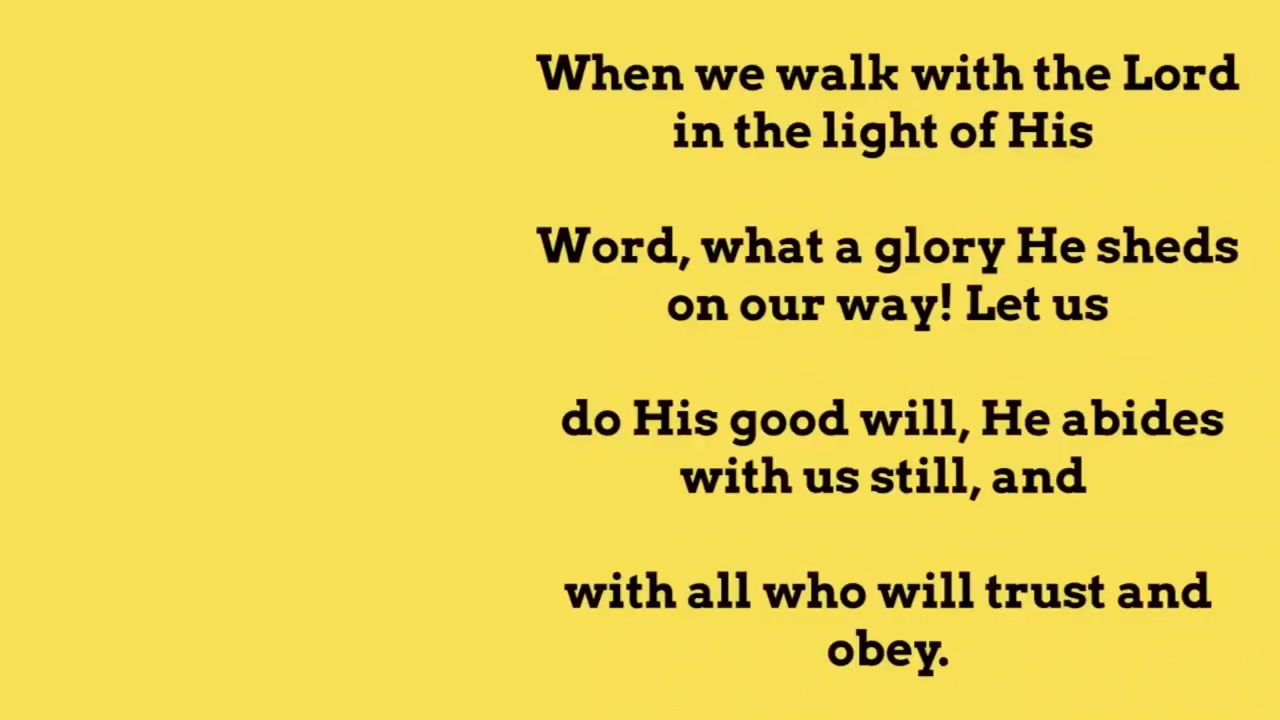 When we walk with the Lord
in the light of His
Word, what a glory He sheds
on our way! Let us
do His good will, He abides
with us still, and
with all who will trust and
obey.